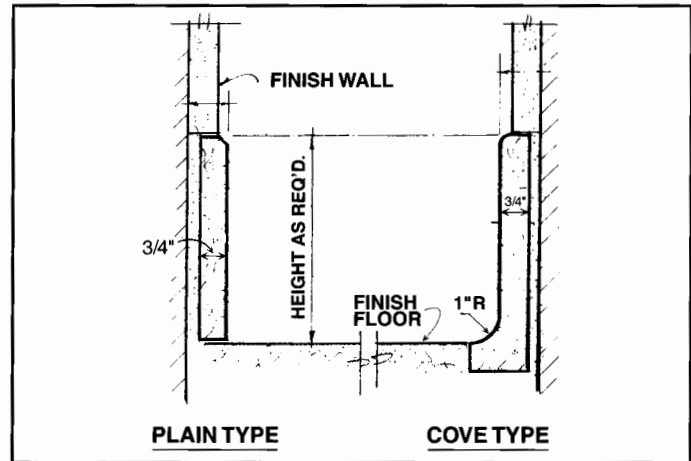 FINISH WALL
HEIGHT AS REQ'D.
3/4"
3/4"
FINISH
FLOOR
1"R
PLAIN TYPE
COVE TYPE